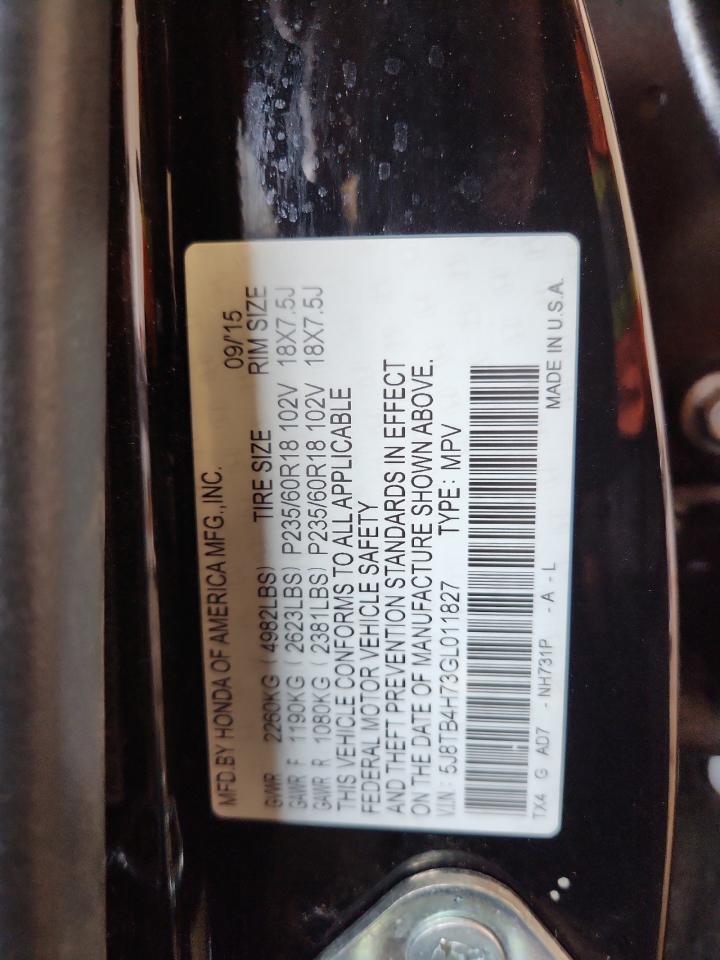 MFD.BY HONDA OF AMERICA MFG.,INC. 09/'15
TIRE SIZE RIM SIZE
GVWR 2260KG (4982LBS)
GAWR F 1190KG (2623LBS) P235/60R18 102V 18X7.5J
GAWR R 1080KG (2381LBS) P235/60R18 102V 18X7.5J
THIS VEHICLE CONFORMS TO ALL APPLICABLE
FEDERAL MOTOR VEHICLE SAFETY
AND THEFT PREVENTION STANDARDS IN EFFECT
ON THE DATE OF MANUFACTURE SHOWN ABOVE.
V.I.N: 5J8TB4H73GL011827 TYPE: MPV
TX4 G AD7 -NH731P -A-L MADE IN U.S.A.